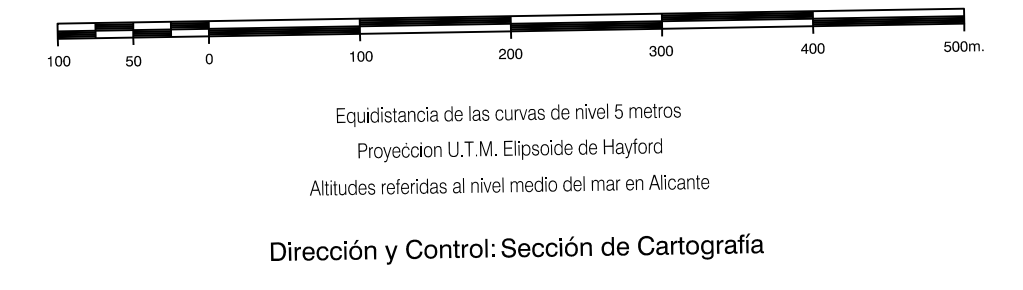 100 50 0 100 200 300 400 500m.
Equidistancia de las curvas de nivel 5 metros
Proyeccion U.T.M. Elipsoide de Hayford
Altitudes referidas al nivel medio del mar en Alicante
Dirección y Control: Sección de Cartografía